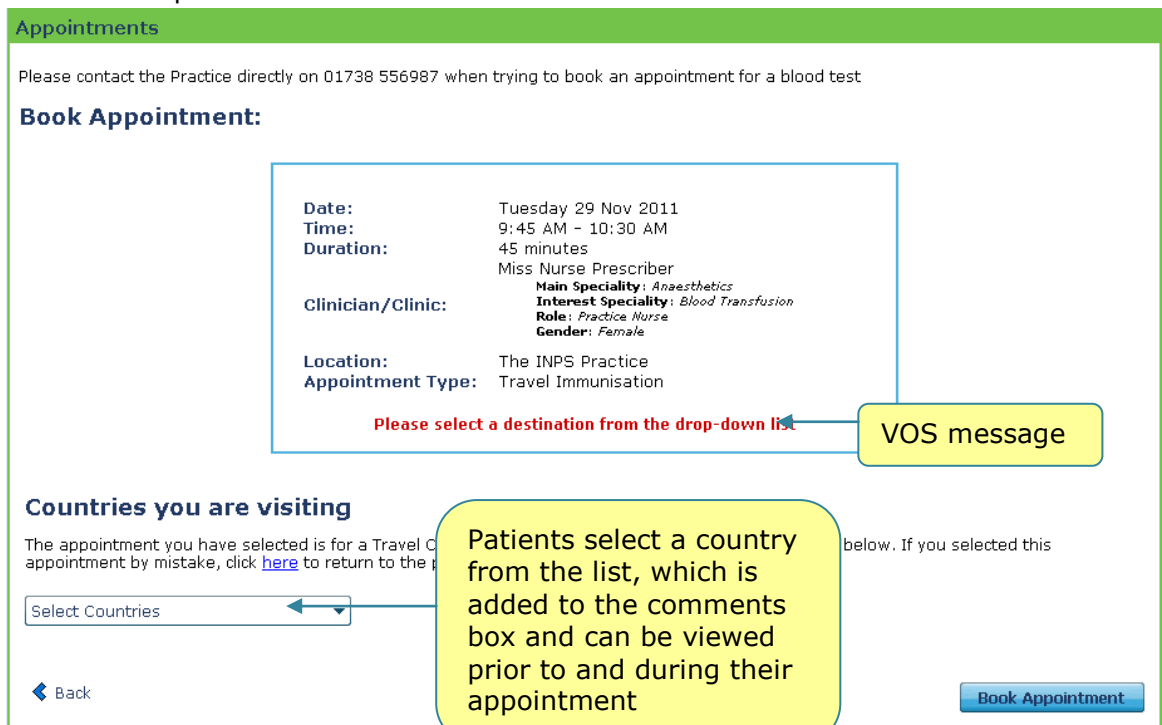 Appointments
Please contact the Practice directly on 01738 556987 when trying to book an appointment for a blood test
Book Appointment:
Date: Tuesday 29 Nov 2011
Time: 9:45 AM - 10:30 AM
Duration: 45 minutes
Miss Nurse Prescriber
Main Speciality: Anaesthetics
Clinician/Clinic: Interest Speciality: Blood Transfusion
Role: Practice Nurse
Gender: Female
Location: The INPS Practice
Appointment Type: Travel Immunisation
Please select a destination from the drop-down list
VOS message
Countries you are visiting
The appointment you have selected is for a Travel
below. If you selected this
appointment by mistake, click here to return to the
Patients select a country
from the list, which is
added to the comments
box and can be viewed
prior to and during their
appointment
Select Countries
Back
Book Appointment